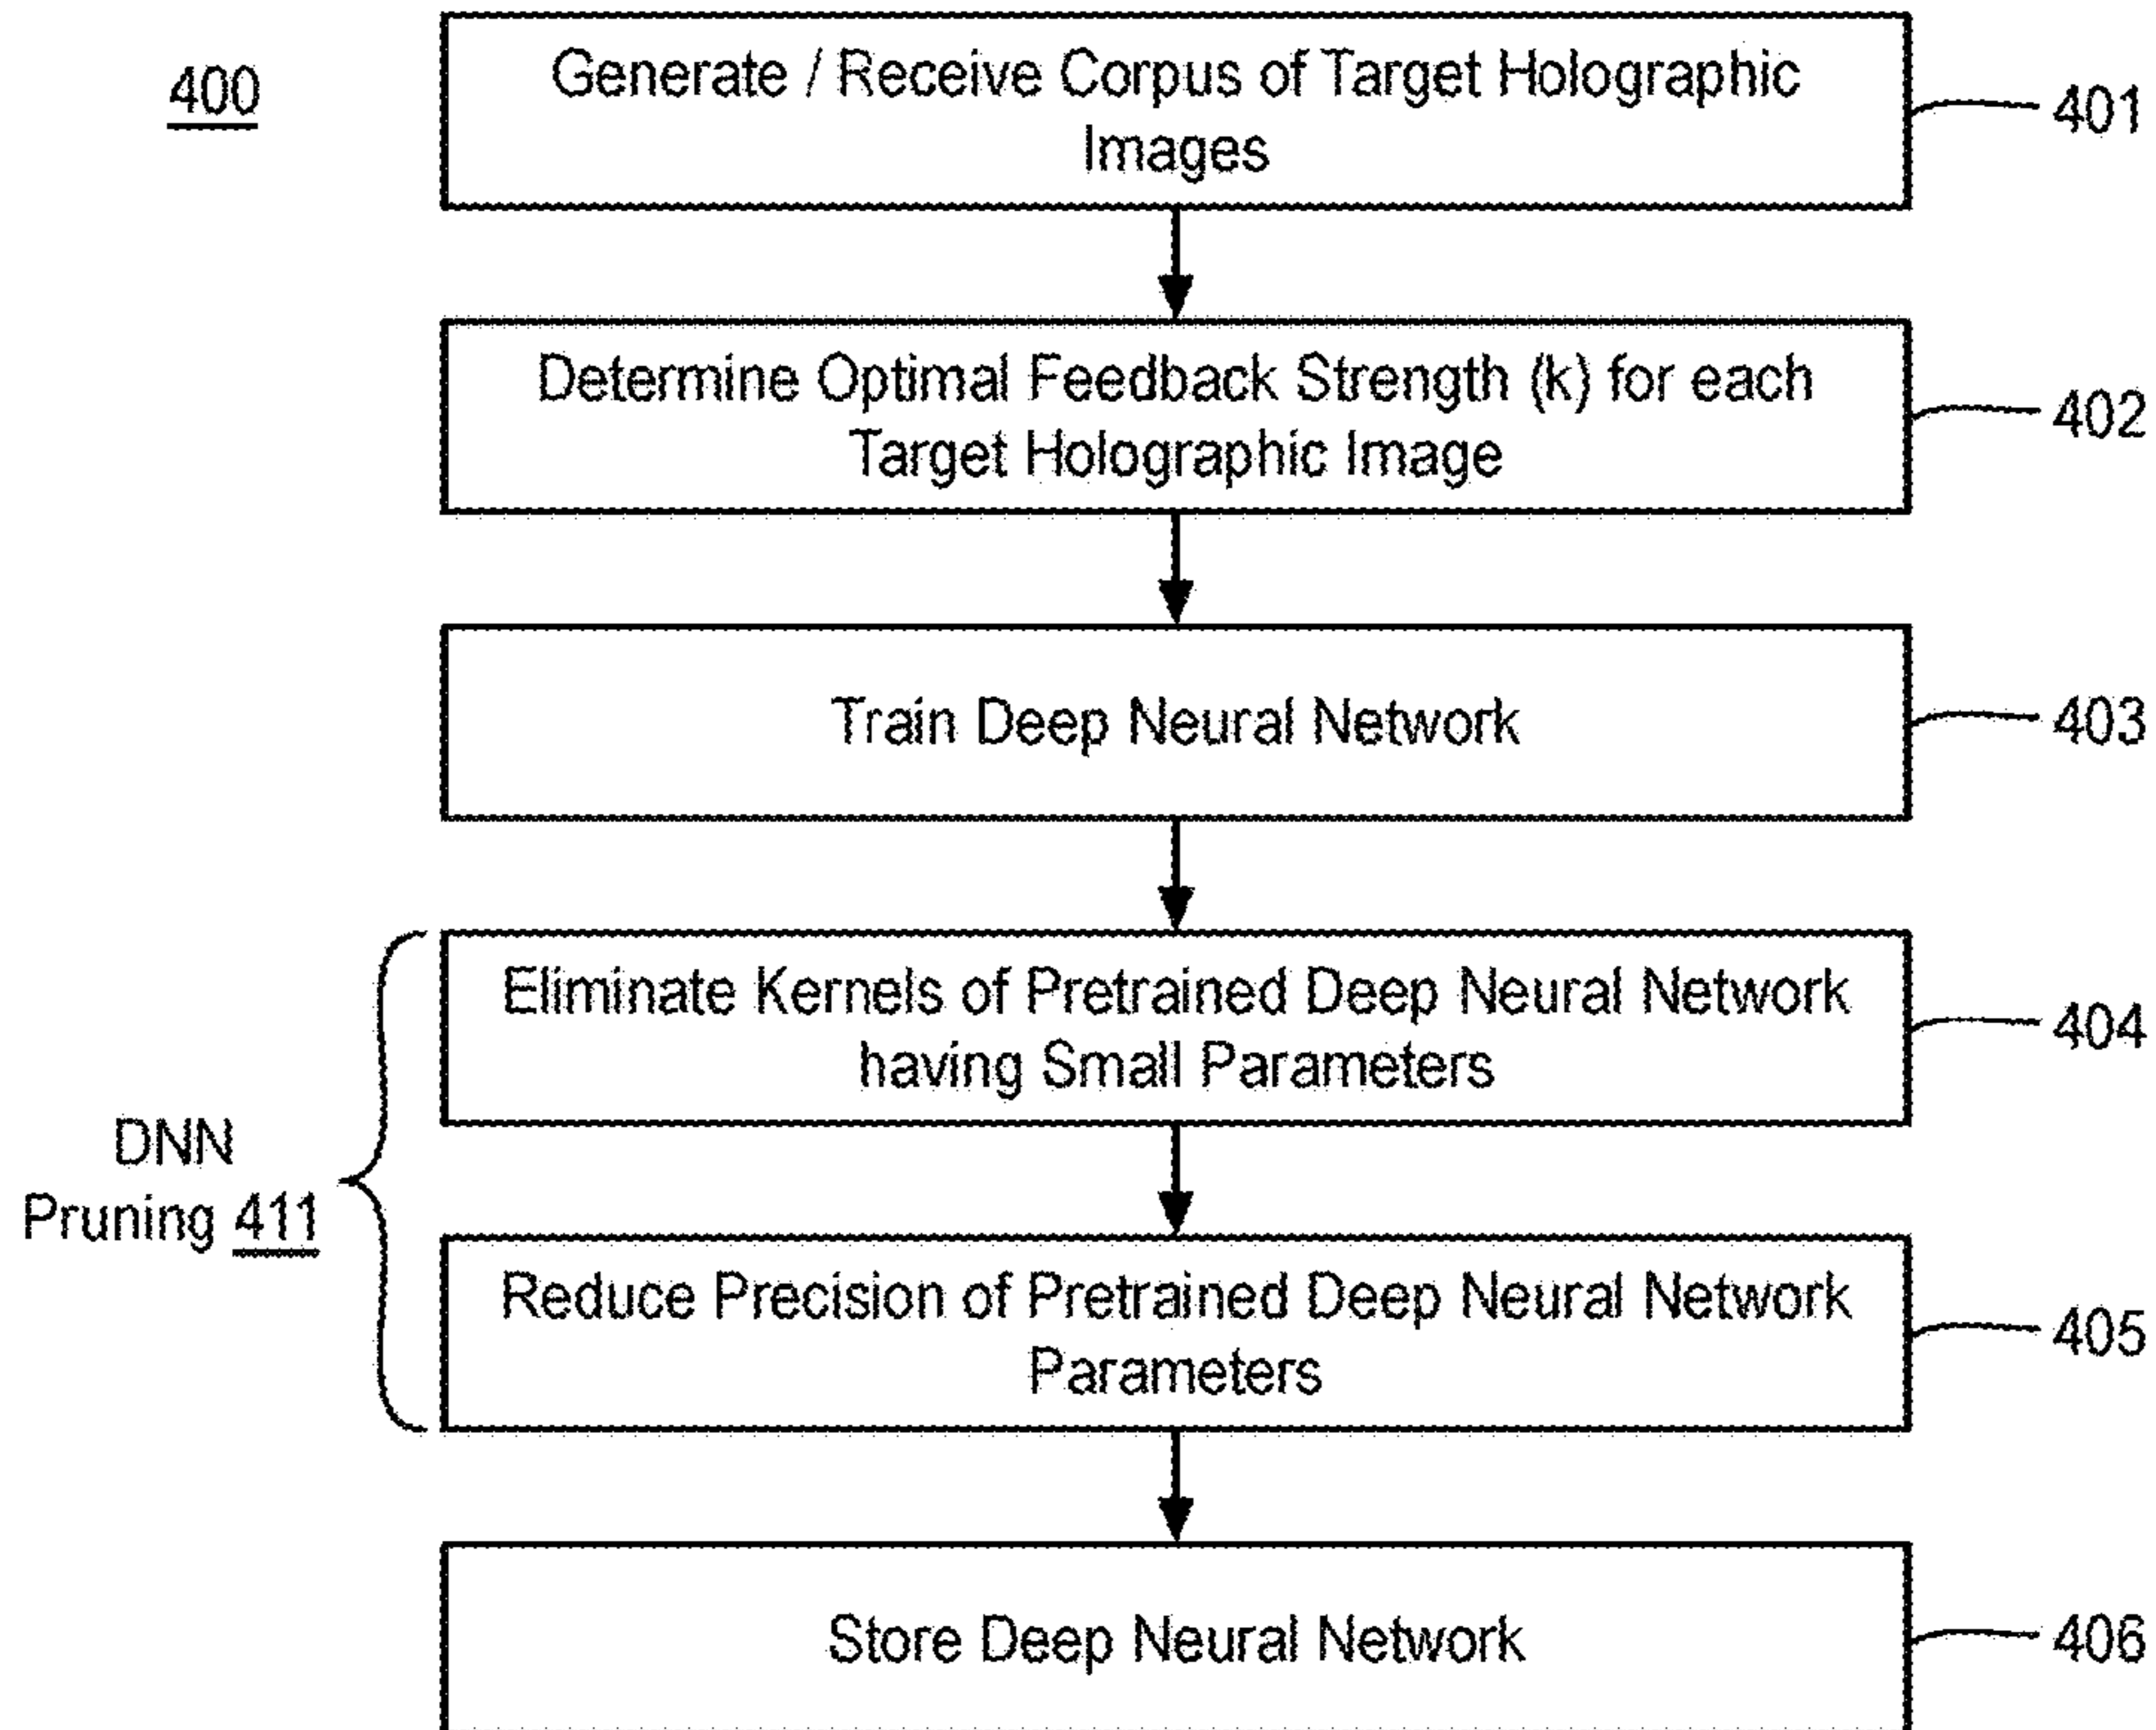 400
Generate / Receive Corpus of Target Holographic
Images
401
Determine Optimal Feedback Strength (k) for each
Target Holographic Image
402
Train Deep Neural Network
403
Eliminate Kernels of Pretrained Deep Neural Network
having Small Parameters
404
DNN
Pruning 411
Reduce Precision of Pretrained Deep Neural Network
Parameters
405
Store Deep Neural Network
406